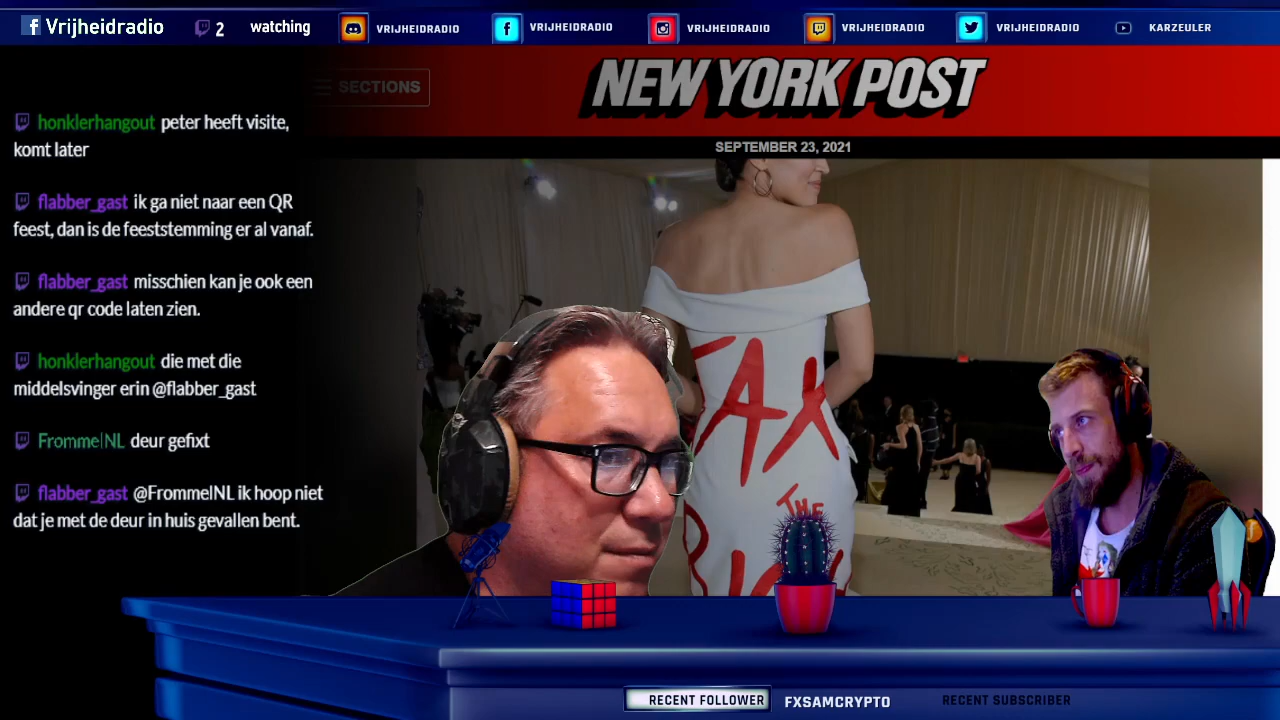 Vrijheidradio
2
watching
VRIJHEIDRADIO
VRIJHEIDRADIO
VRIJHEIDRADIO
VRIJHEIDRADIO
VRIJHEIDRADIO
KARZEULER
SECTIONS
NEW YORK POST
SEPTEMBER 23, 2021
honklerhangout peter heeft visite,
komt later
flabber_gast ik ga niet naar een QR
feest, dan is de feeststemming er al vanaf.
flabber_gast misschien kan je ook een
andere qr code laten zien.
honklerhangout die met die
middelsvinger erin @flabber_gast
FrommelNL deur gefixt
flabber_gast @FrommelNL ik hoop niet
dat je met de deur in huis gevallen bent.
TAX
THE
RICH
RECENT FOLLOWER
FXSAMCRYPTO
RECENT SUBSCRIBER